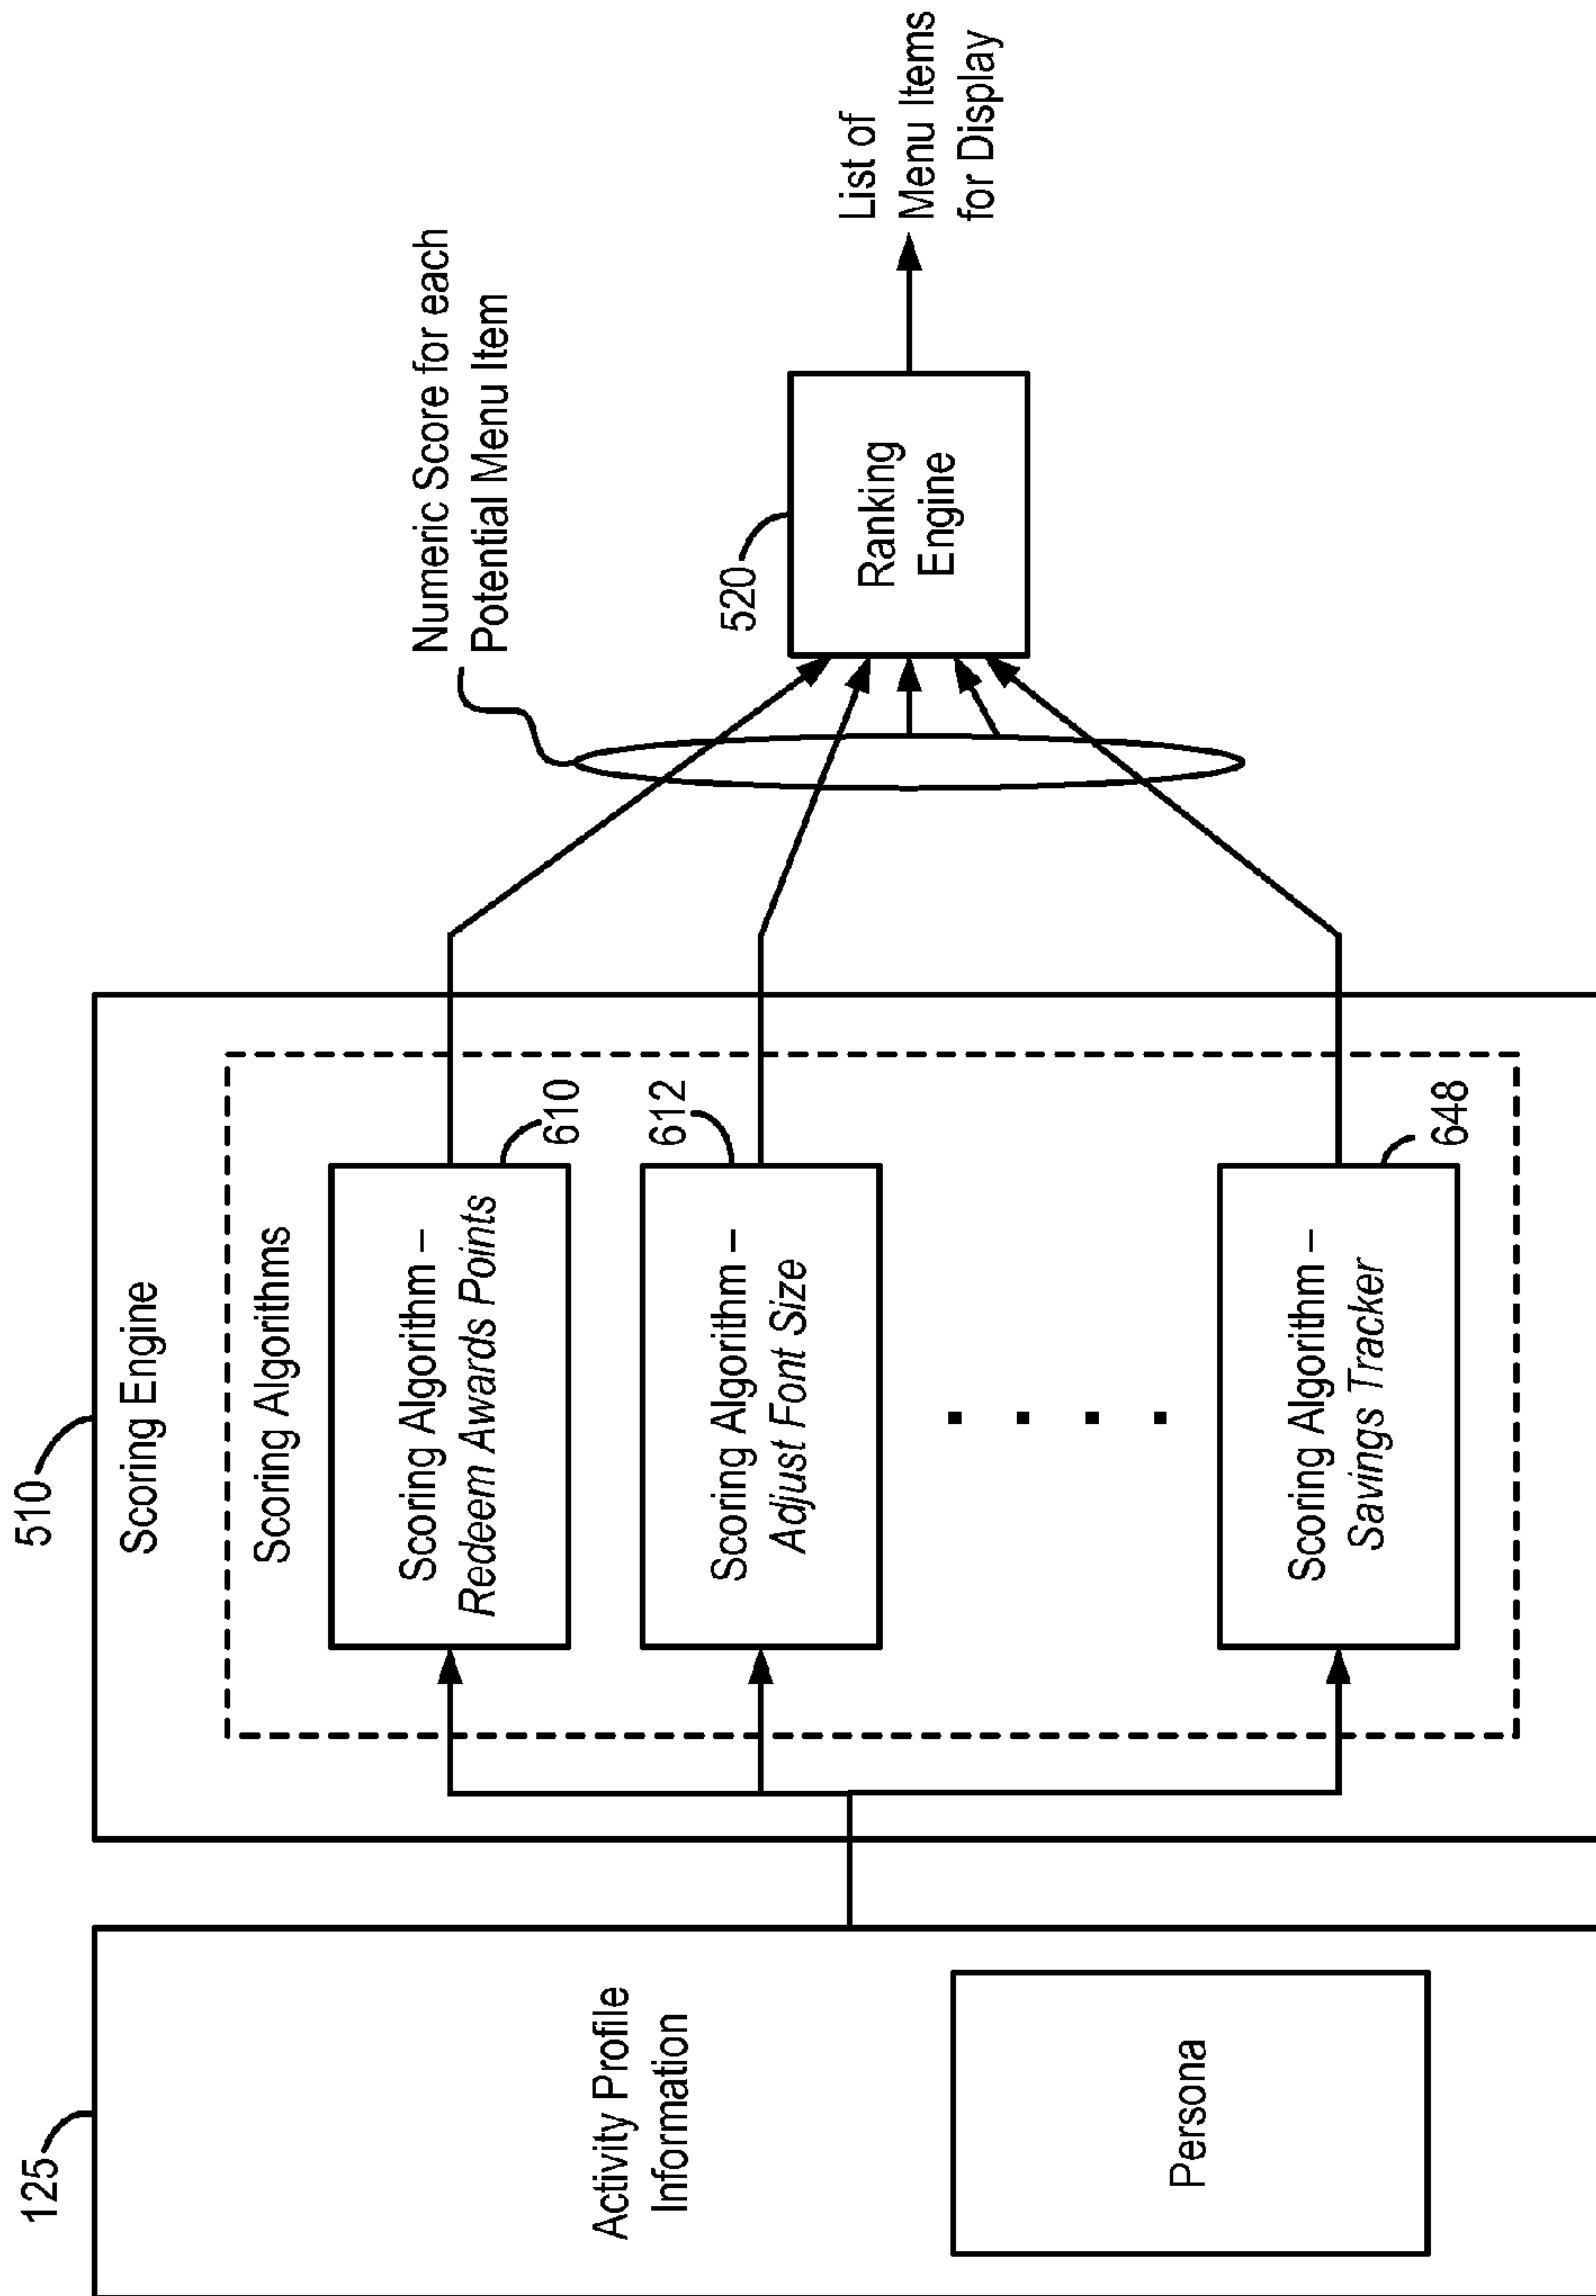 125
Activity Profile
Information
Persona
510
Scoring Engine
Scoring Algorithms
Scoring Algorithm –
Redeem Awards Points
610
Scoring Algorithm –
Adjust Font Size
612
Scoring Algorithm –
Savings Tracker
648
Numeric Score for each
Potential Menu Item
520
Ranking
Engine
List of
Menu Items
for Display